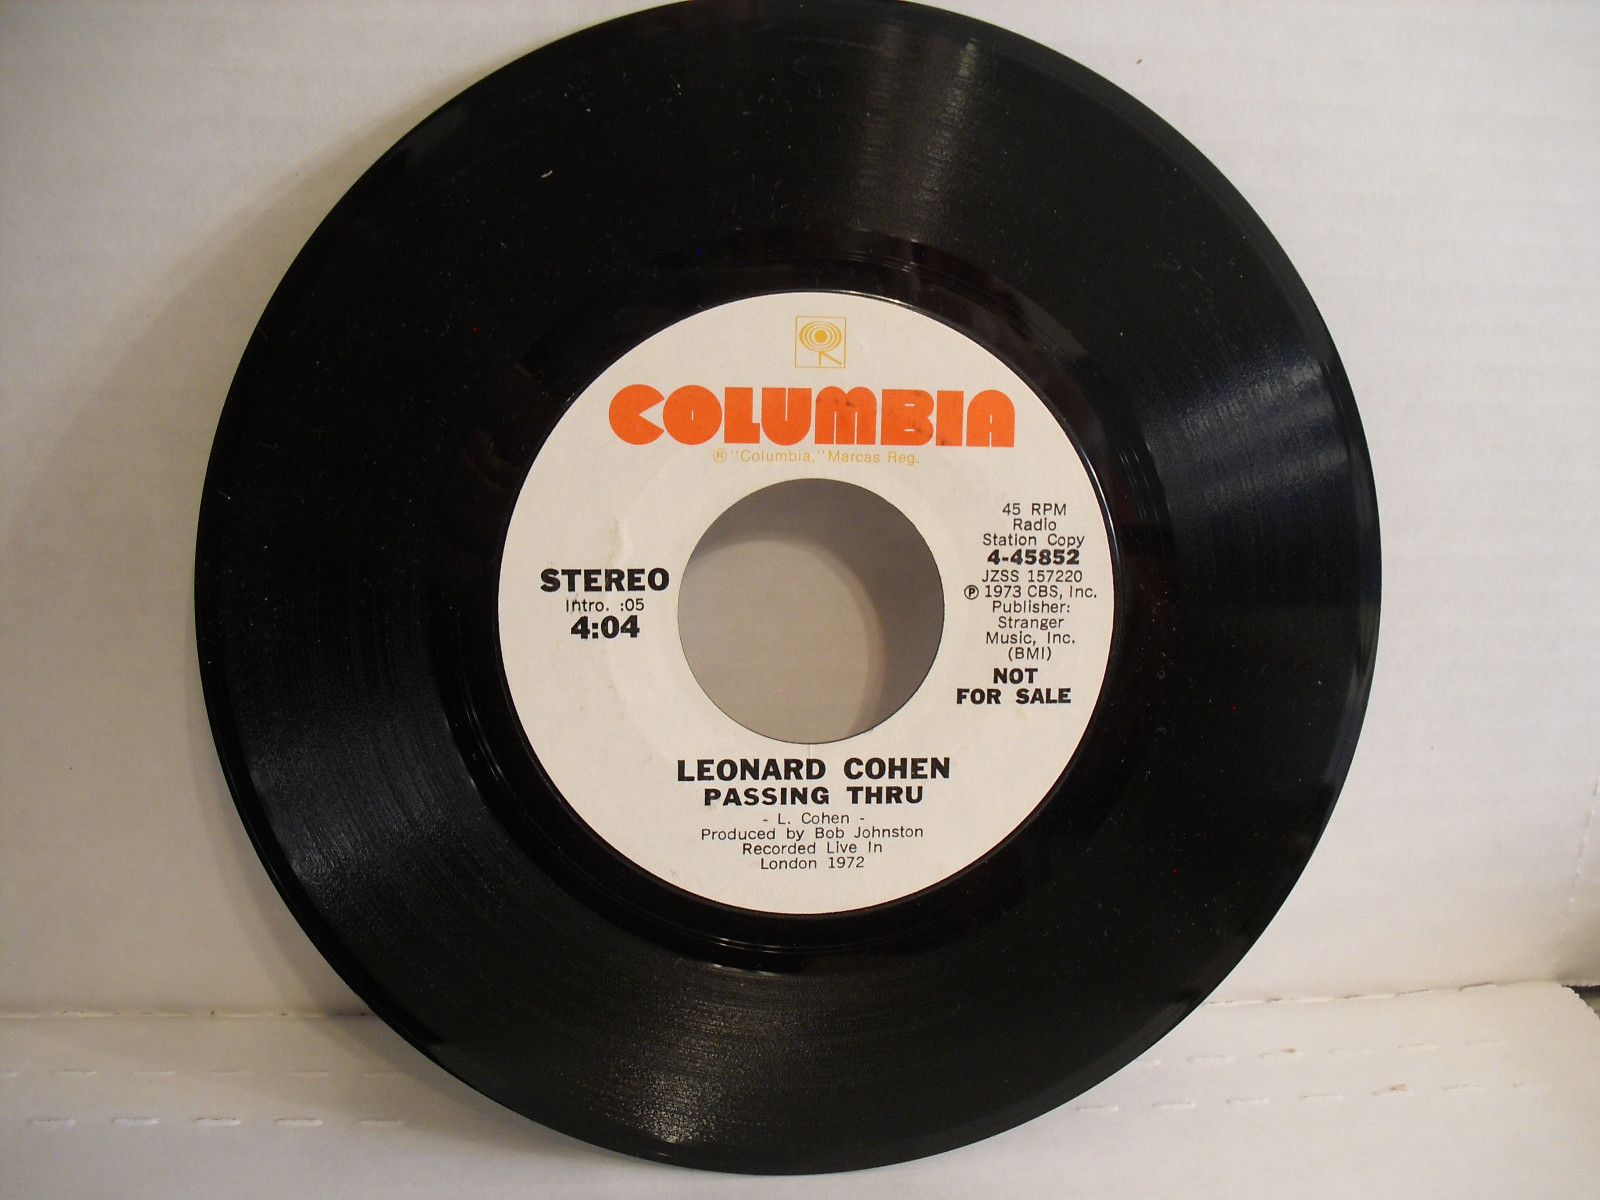 COLUMBIA
® "Columbia," Marcas Reg.
45 RPM
Radio
Station Copy
4-45852
JZSS 157220
℗ 1973 CBS, Inc.
Publisher:
Stranger
Music, Inc.
(BMI)
NOT
FOR SALE
STEREO
Intro. :05
4:04
LEONARD COHEN
PASSING THRU
- L. Cohen -
Produced by Bob Johnston
Recorded Live In
London 1972